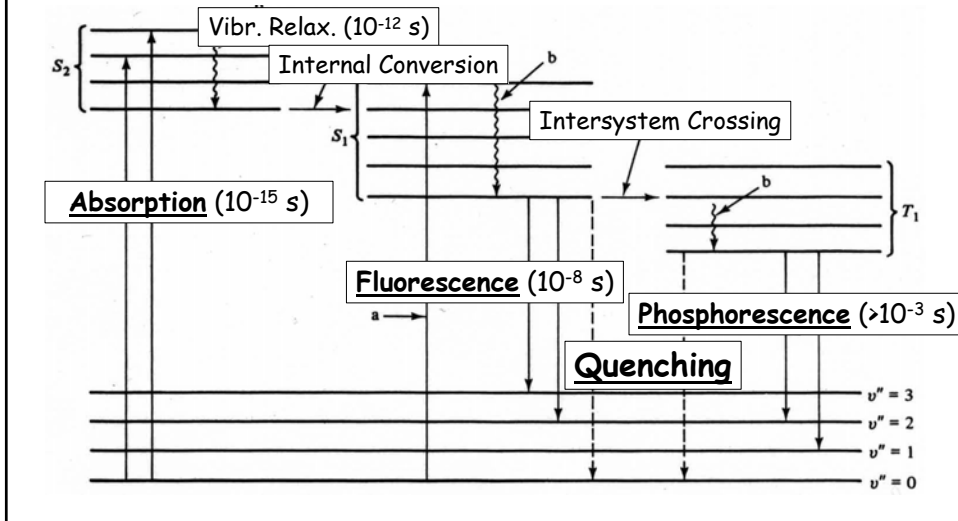 Vibr. Relax. (10⁻¹² s)
S₂
Internal Conversion
b
S₁
Intersystem Crossing
b
T₁
Absorption (10⁻¹⁵ s)
Fluorescence (10⁻⁸ s)
a
Phosphorescence (>10⁻³ s)
Quenching
v″ = 3
v″ = 2
v″ = 1
v″ = 0